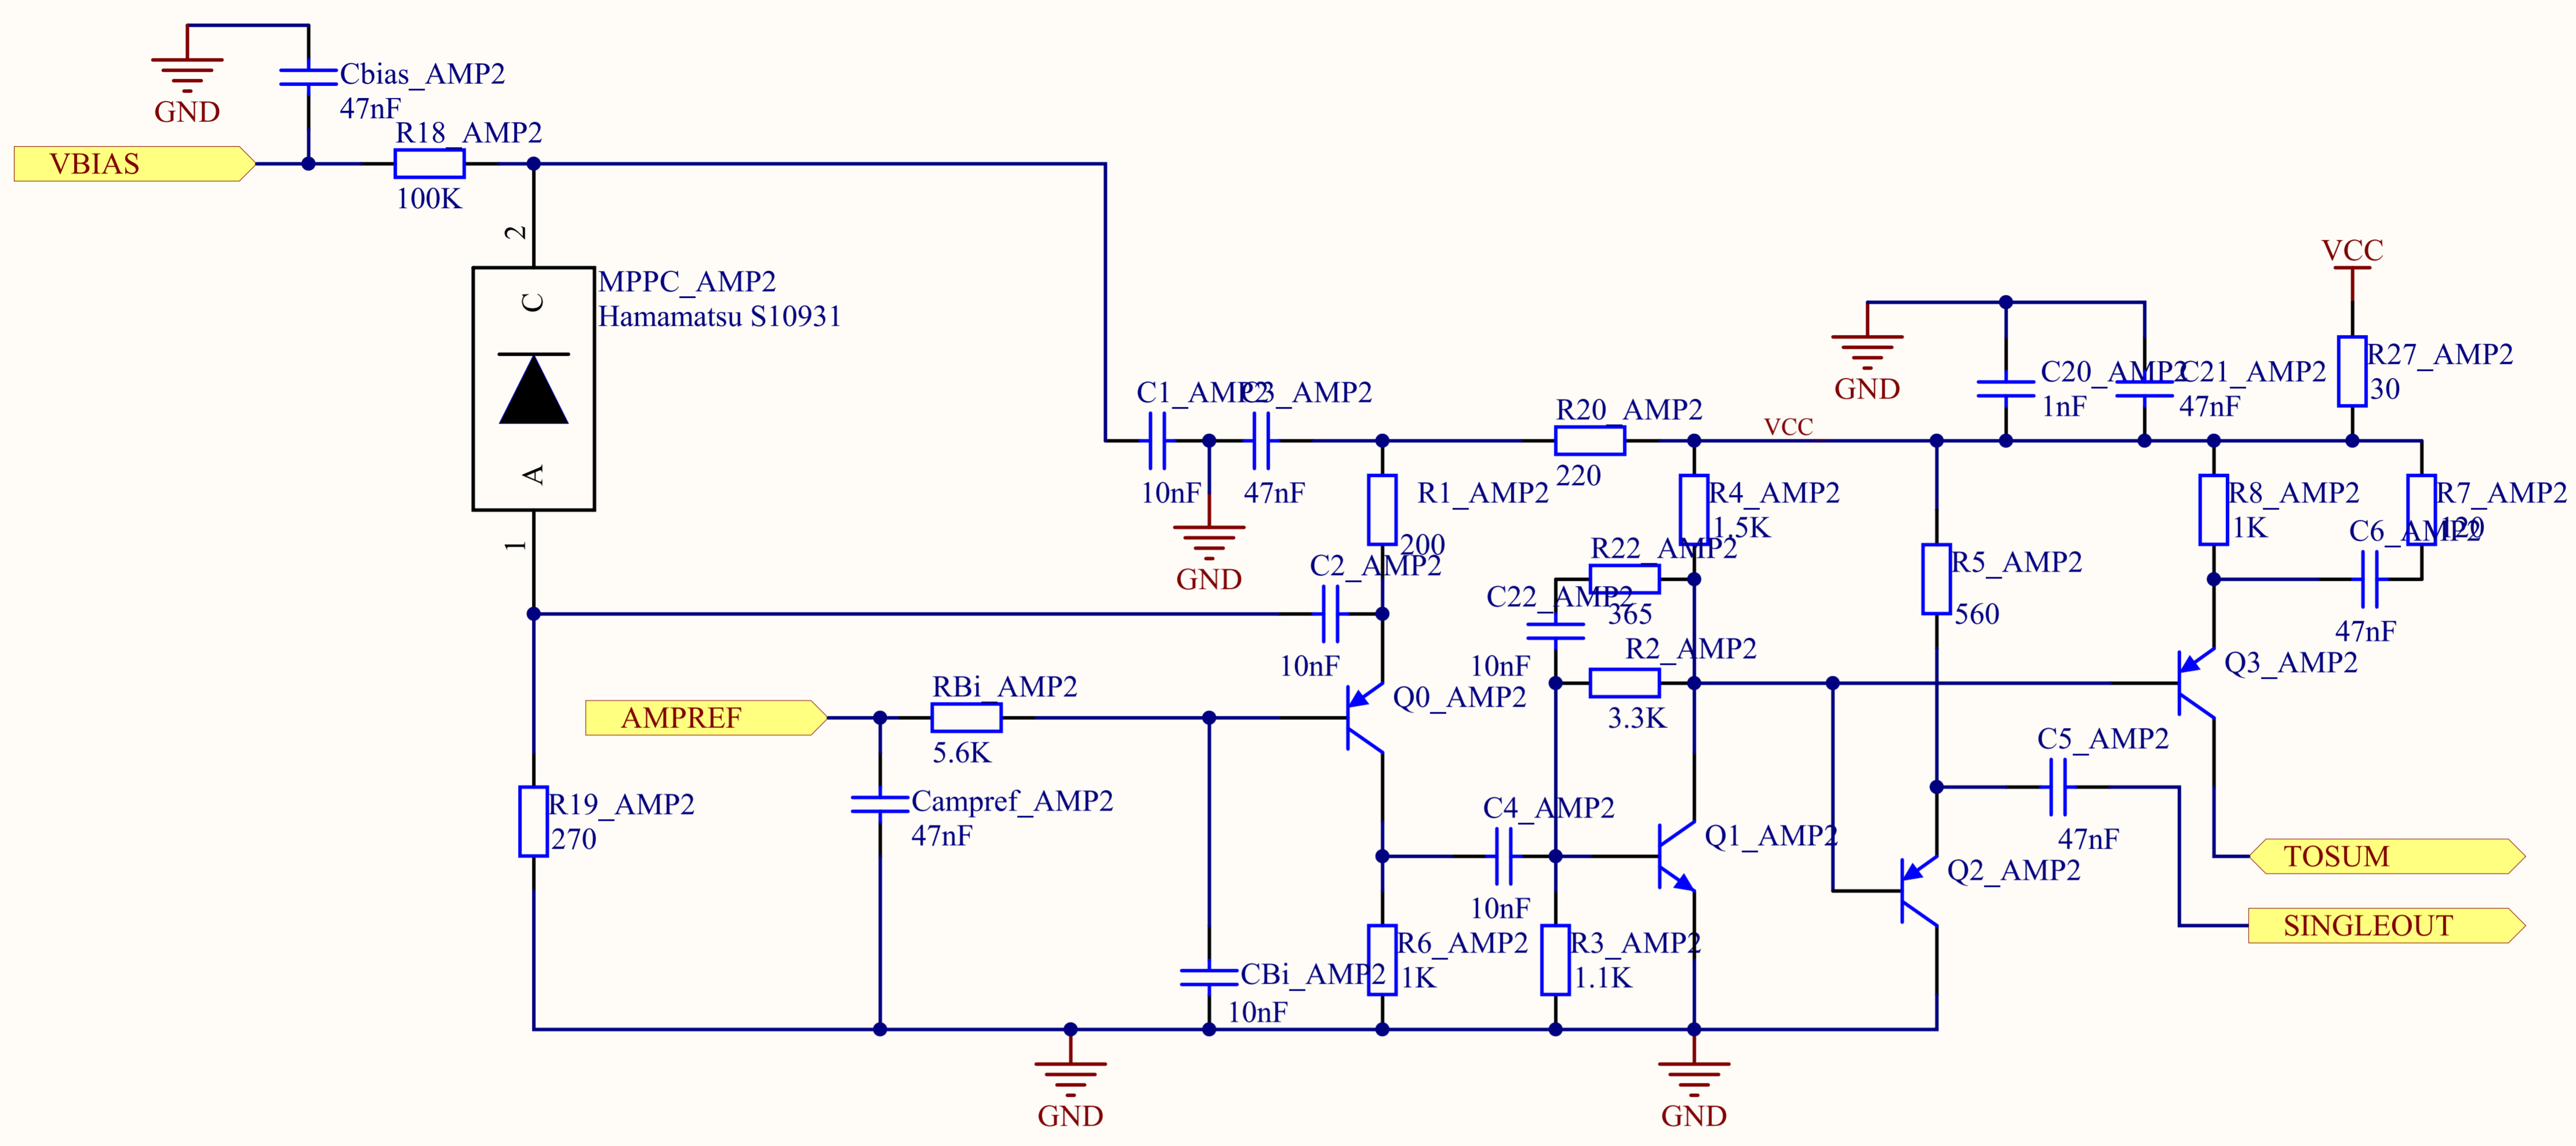 Cbias_AMP2
47nF
GND
R18_AMP2
VBIAS
100K
2
C
MPPC_AMP2
Hamamatsu S10931
A
1
VCC
R27_AMP2
30
C20_AMP2
1nF
C21_AMP2
47nF
GND
C1_AMP2
10nF
C3_AMP2
47nF
GND
R20_AMP2
220
VCC
R1_AMP2
200
R4_AMP2
1.5K
R8_AMP2
1K
R7_AMP2
120
C6_AMP2
47nF
C2_AMP2
10nF
R22_AMP2
365
C22_AMP2
10nF
R5_AMP2
560
R2_AMP2
3.3K
Q3_AMP2
AMPREF
RBi_AMP2
5.6K
Q0_AMP2
C5_AMP2
47nF
R19_AMP2
270
Campref_AMP2
47nF
C4_AMP2
10nF
Q1_AMP2
Q2_AMP2
TOSUM
SINGLEOUT
CBi_AMP2
10nF
R6_AMP2
1K
R3_AMP2
1.1K
GND
GND